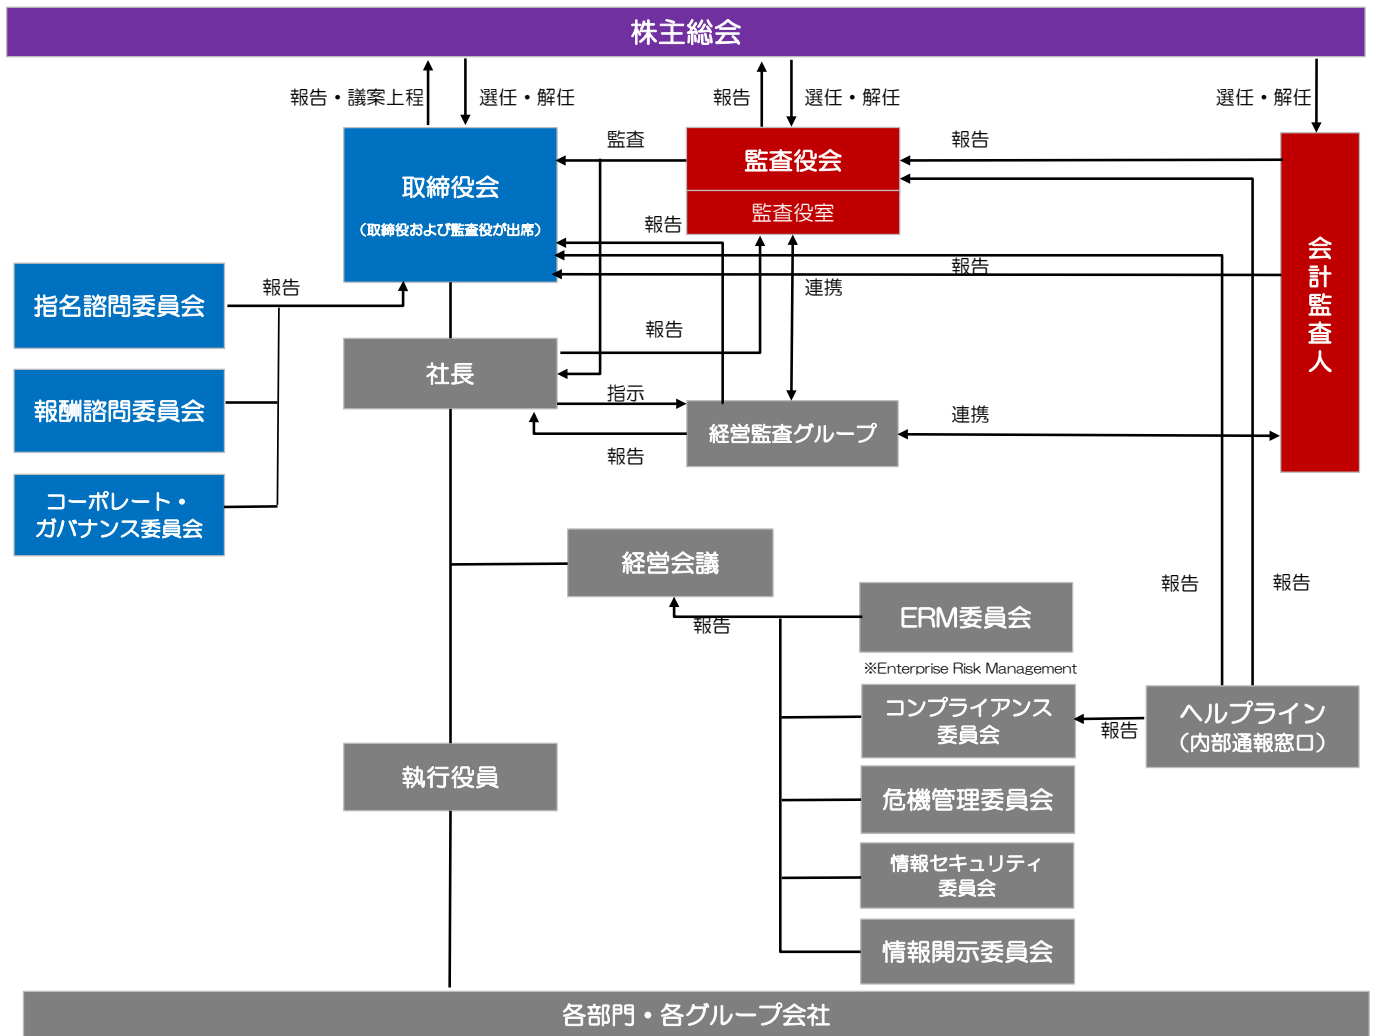 株主総会
報告・議案上程
選任・解任
報告
選任・解任
選任・解任
取締役会
（取締役および監査役が出席）
監査
監査役会
監査役室
報告
会計監査人
報告
報告
連携
指名諮問委員会
報告
報酬諮問委員会
コーポレート・
ガバナンス委員会
社長
報告
指示
報告
経営監査グループ
連携
経営会議
報告
ERM委員会
※Enterprise Risk Management
コンプライアンス
委員会
報告
報告
報告
ヘルプライン
（内部通報窓口）
執行役員
危機管理委員会
情報セキュリティ
委員会
情報開示委員会
各部門・各グループ会社